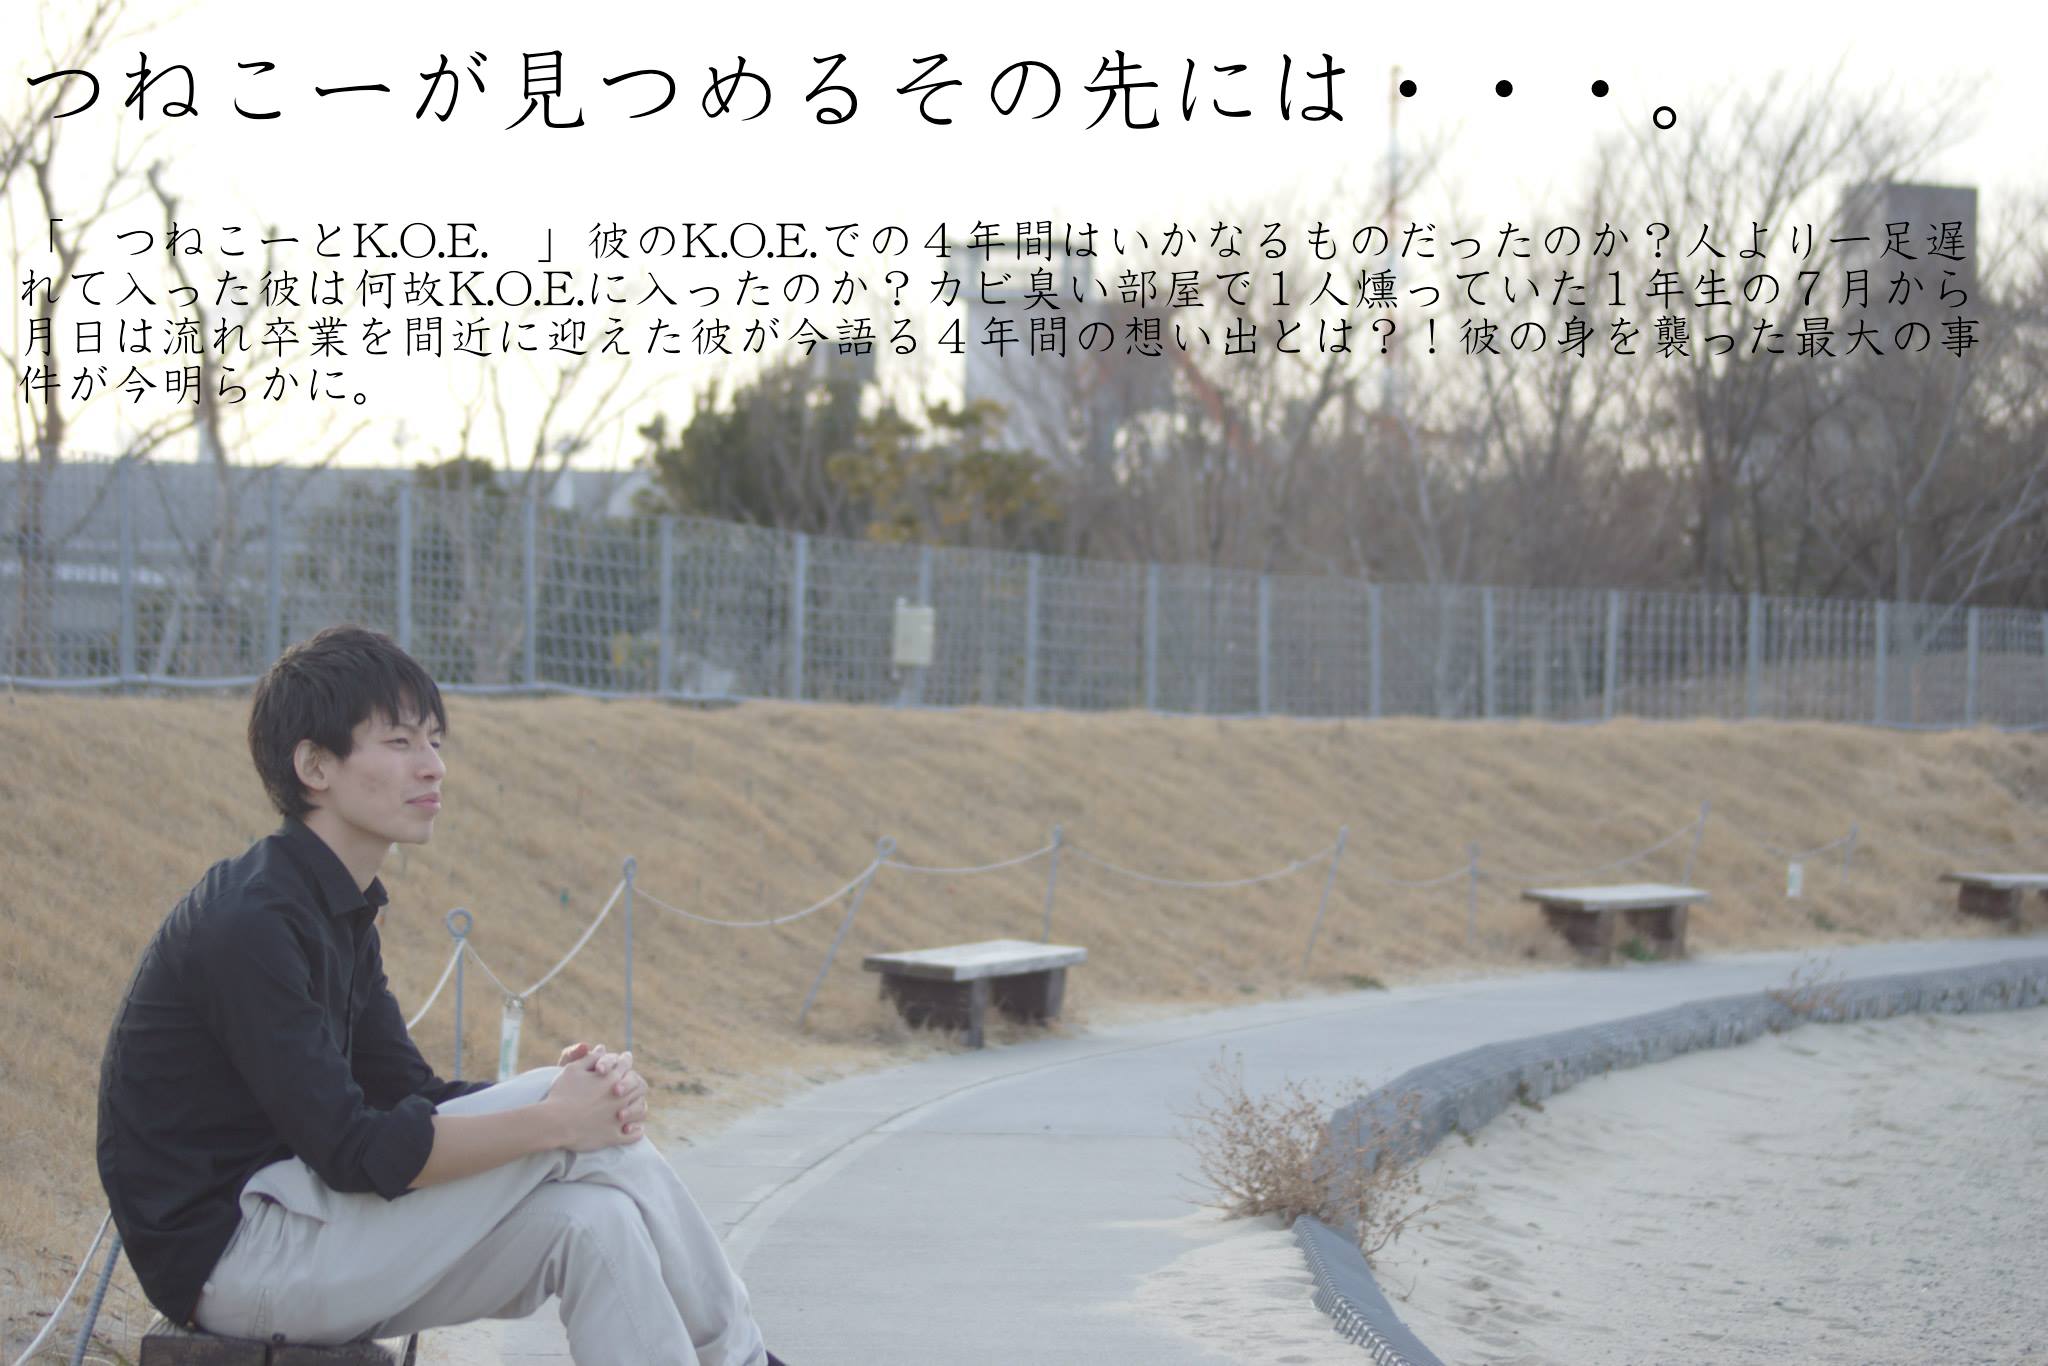 つねこーが見つめるその先には・・・。
「　つねこーとK.O.E.　」彼のK.O.E.での４年間はいかなるものだったのか？人より一足遅
れて入った彼は何故K.O.E.に入ったのか？カビ臭い部屋で１人燻っていた１年生の７月から
月日は流れ卒業を間近に迎えた彼が今語る４年間の想い出とは？！彼の身を襲った最大の事
件が今明らかに。